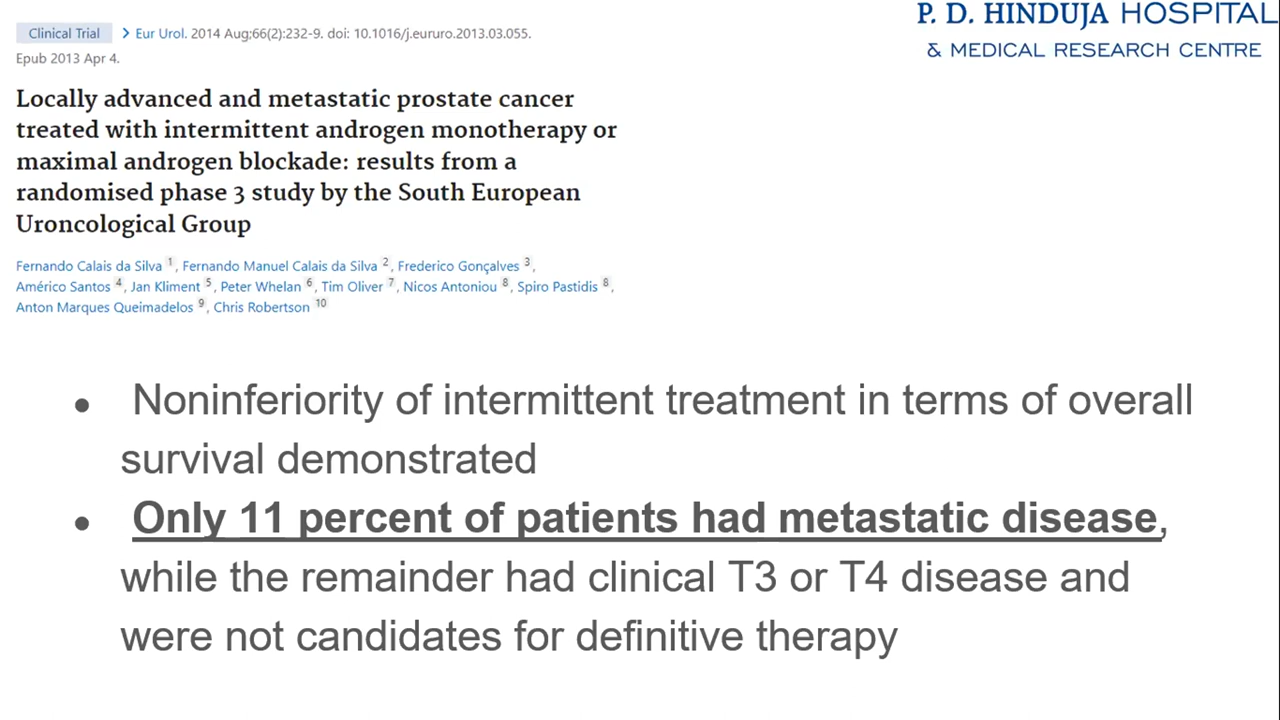 P. D. HINDUJA HOSPITAL
& MEDICAL RESEARCH CENTRE
Clinical Trial > Eur Urol. 2014 Aug;66(2):232-9. doi: 10.1016/j.eururo.2013.03.055.
Epub 2013 Apr 4.
Locally advanced and metastatic prostate cancer
treated with intermittent androgen monotherapy or
maximal androgen blockade: results from a
randomised phase 3 study by the South European
Uroncological Group
Fernando Calais da Silva 1, Fernando Manuel Calais da Silva 2, Frederico Gonçalves 3,
Américo Santos 4, Jan Kliment 5, Peter Whelan 6, Tim Oliver 7, Nicos Antoniou 8, Spiro Pastidis 8,
Anton Marques Queimadelos 9, Chris Robertson 10
● Noninferiority of intermittent treatment in terms of overall
survival demonstrated
● Only 11 percent of patients had metastatic disease,
while the remainder had clinical T3 or T4 disease and
were not candidates for definitive therapy